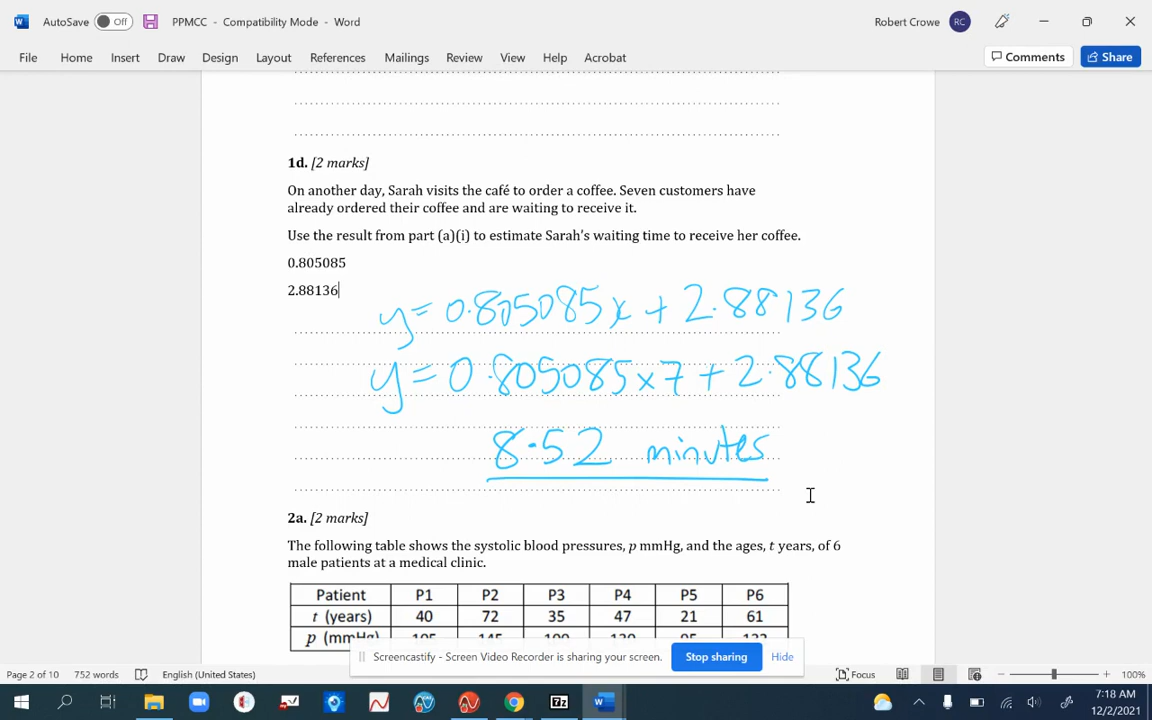 AutoSave Off PPMCC - Compatibility Mode - Word Robert Crowe RC
File Home Insert Draw Design Layout References Mailings Review View Help Acrobat Comments Share
1d. [2 marks]
On another day, Sarah visits the café to order a coffee. Seven customers have
already ordered their coffee and are waiting to receive it.
Use the result from part (a)(i) to estimate Sarah's waiting time to receive her coffee.
0.805085
2.88136
y = 0.805085x + 2.88136
y = 0.805085 x 7 + 2.88136
8.52 minutes
2a. [2 marks]
The following table shows the systolic blood pressures, p mmHg, and the ages, t years, of 6
male patients at a medical clinic.
Patient P1 P2 P3 P4 P5 P6
t (years) 40 72 35 47 21 61
p (mmHg)
Screencastify - Screen Video Recorder is sharing your screen. Stop sharing Hide
Page 2 of 10 752 words English (United States) Focus 100%
7:18 AM
12/2/2021